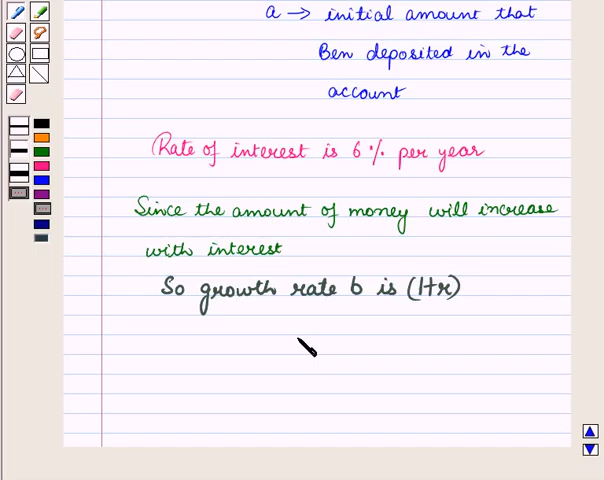 a → initial amount that
Ben deposited in the
account
Rate of interest is 6% per year
Since the amount of money will increase
with interest
So growth rate b is (1+r)